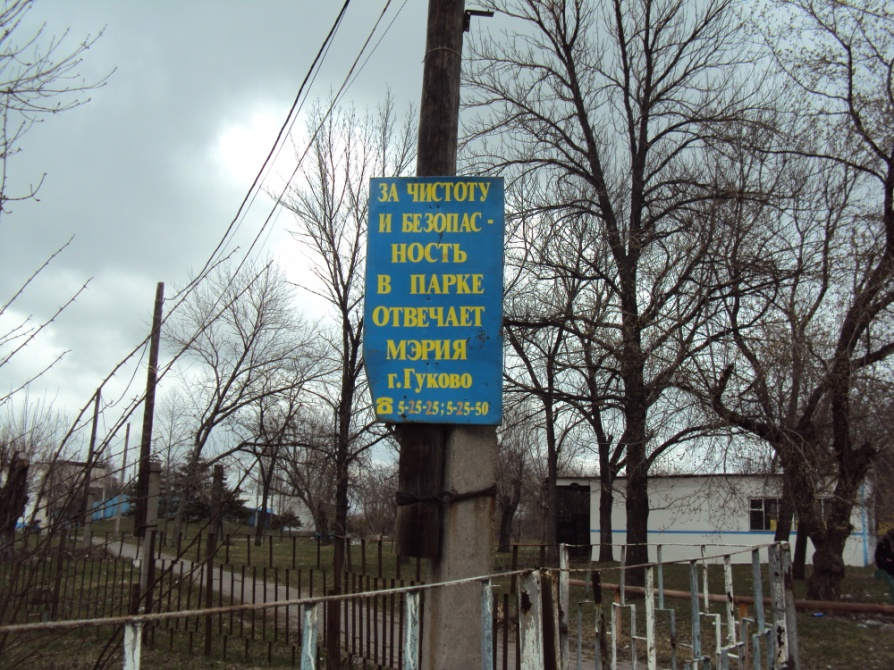 ЗА ЧИСТОТУ
И БЕЗОПАС -
НОСТЬ
В ПАРКЕ
ОТВЕЧАЕТ
МЭРИЯ
г.Гуково
☎ 5-25-25; 5-25-50